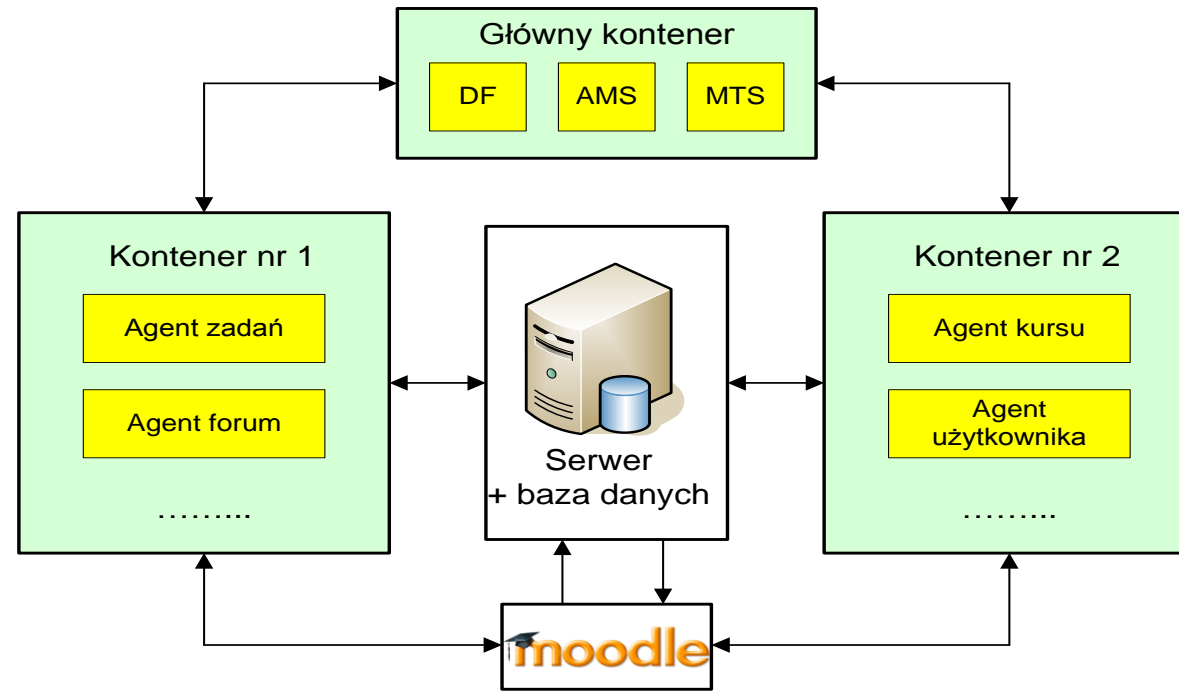 Główny kontener
DF
AMS
MTS
Kontener nr 1
Agent zadań
Agent forum
……...
Serwer
+ baza danych
Kontener nr 2
Agent kursu
Agent
użytkownika
……...
moodle